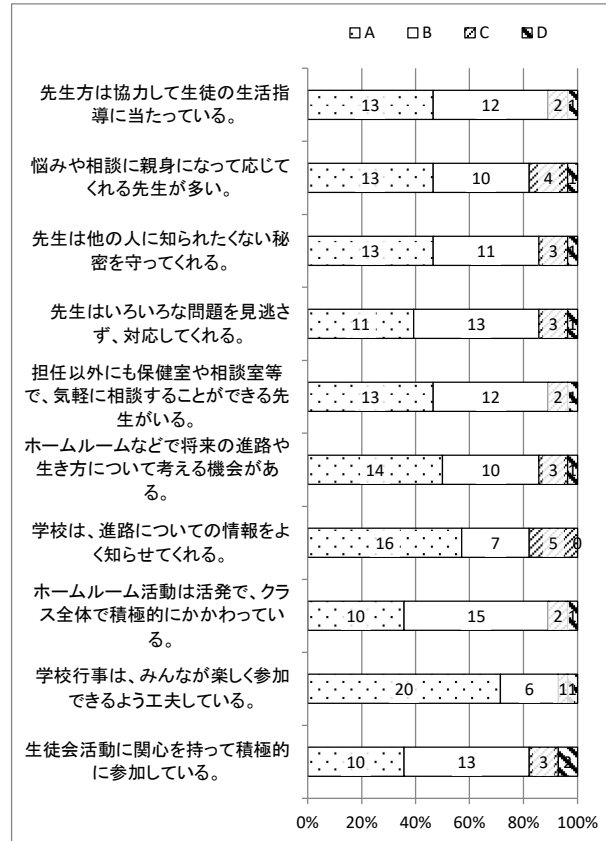 A B C D
先生方は協力して生徒の生活指
導に当たっている。
13 12 2 1
悩みや相談に親身になって応じて
くれる先生が多い。
13 10 4 1
先生は他の人に知られたくない秘
密を守ってくれる。
13 11 3 1
先生はいろいろな問題を見逃さ
ず、対応してくれる。
11 13 3 1
担任以外にも保健室や相談室等
で、気軽に相談することができる先
生がいる。
13 12 2 1
ホームルームなどで将来の進路や
生き方について考える機会があ
る。
14 10 3 1
学校は、進路についての情報をよ
く知らせてくれる。
16 7 5 0
ホームルーム活動は活発で、クラ
ス全体で積極的にかかわってい
る。
10 15 2 1
学校行事は、みんなが楽しく参加
できるよう工夫している。
20 6 1 1
生徒会活動に関心を持って積極的
に参加している。
10 13 3 2
0% 20% 40% 60% 80% 100%